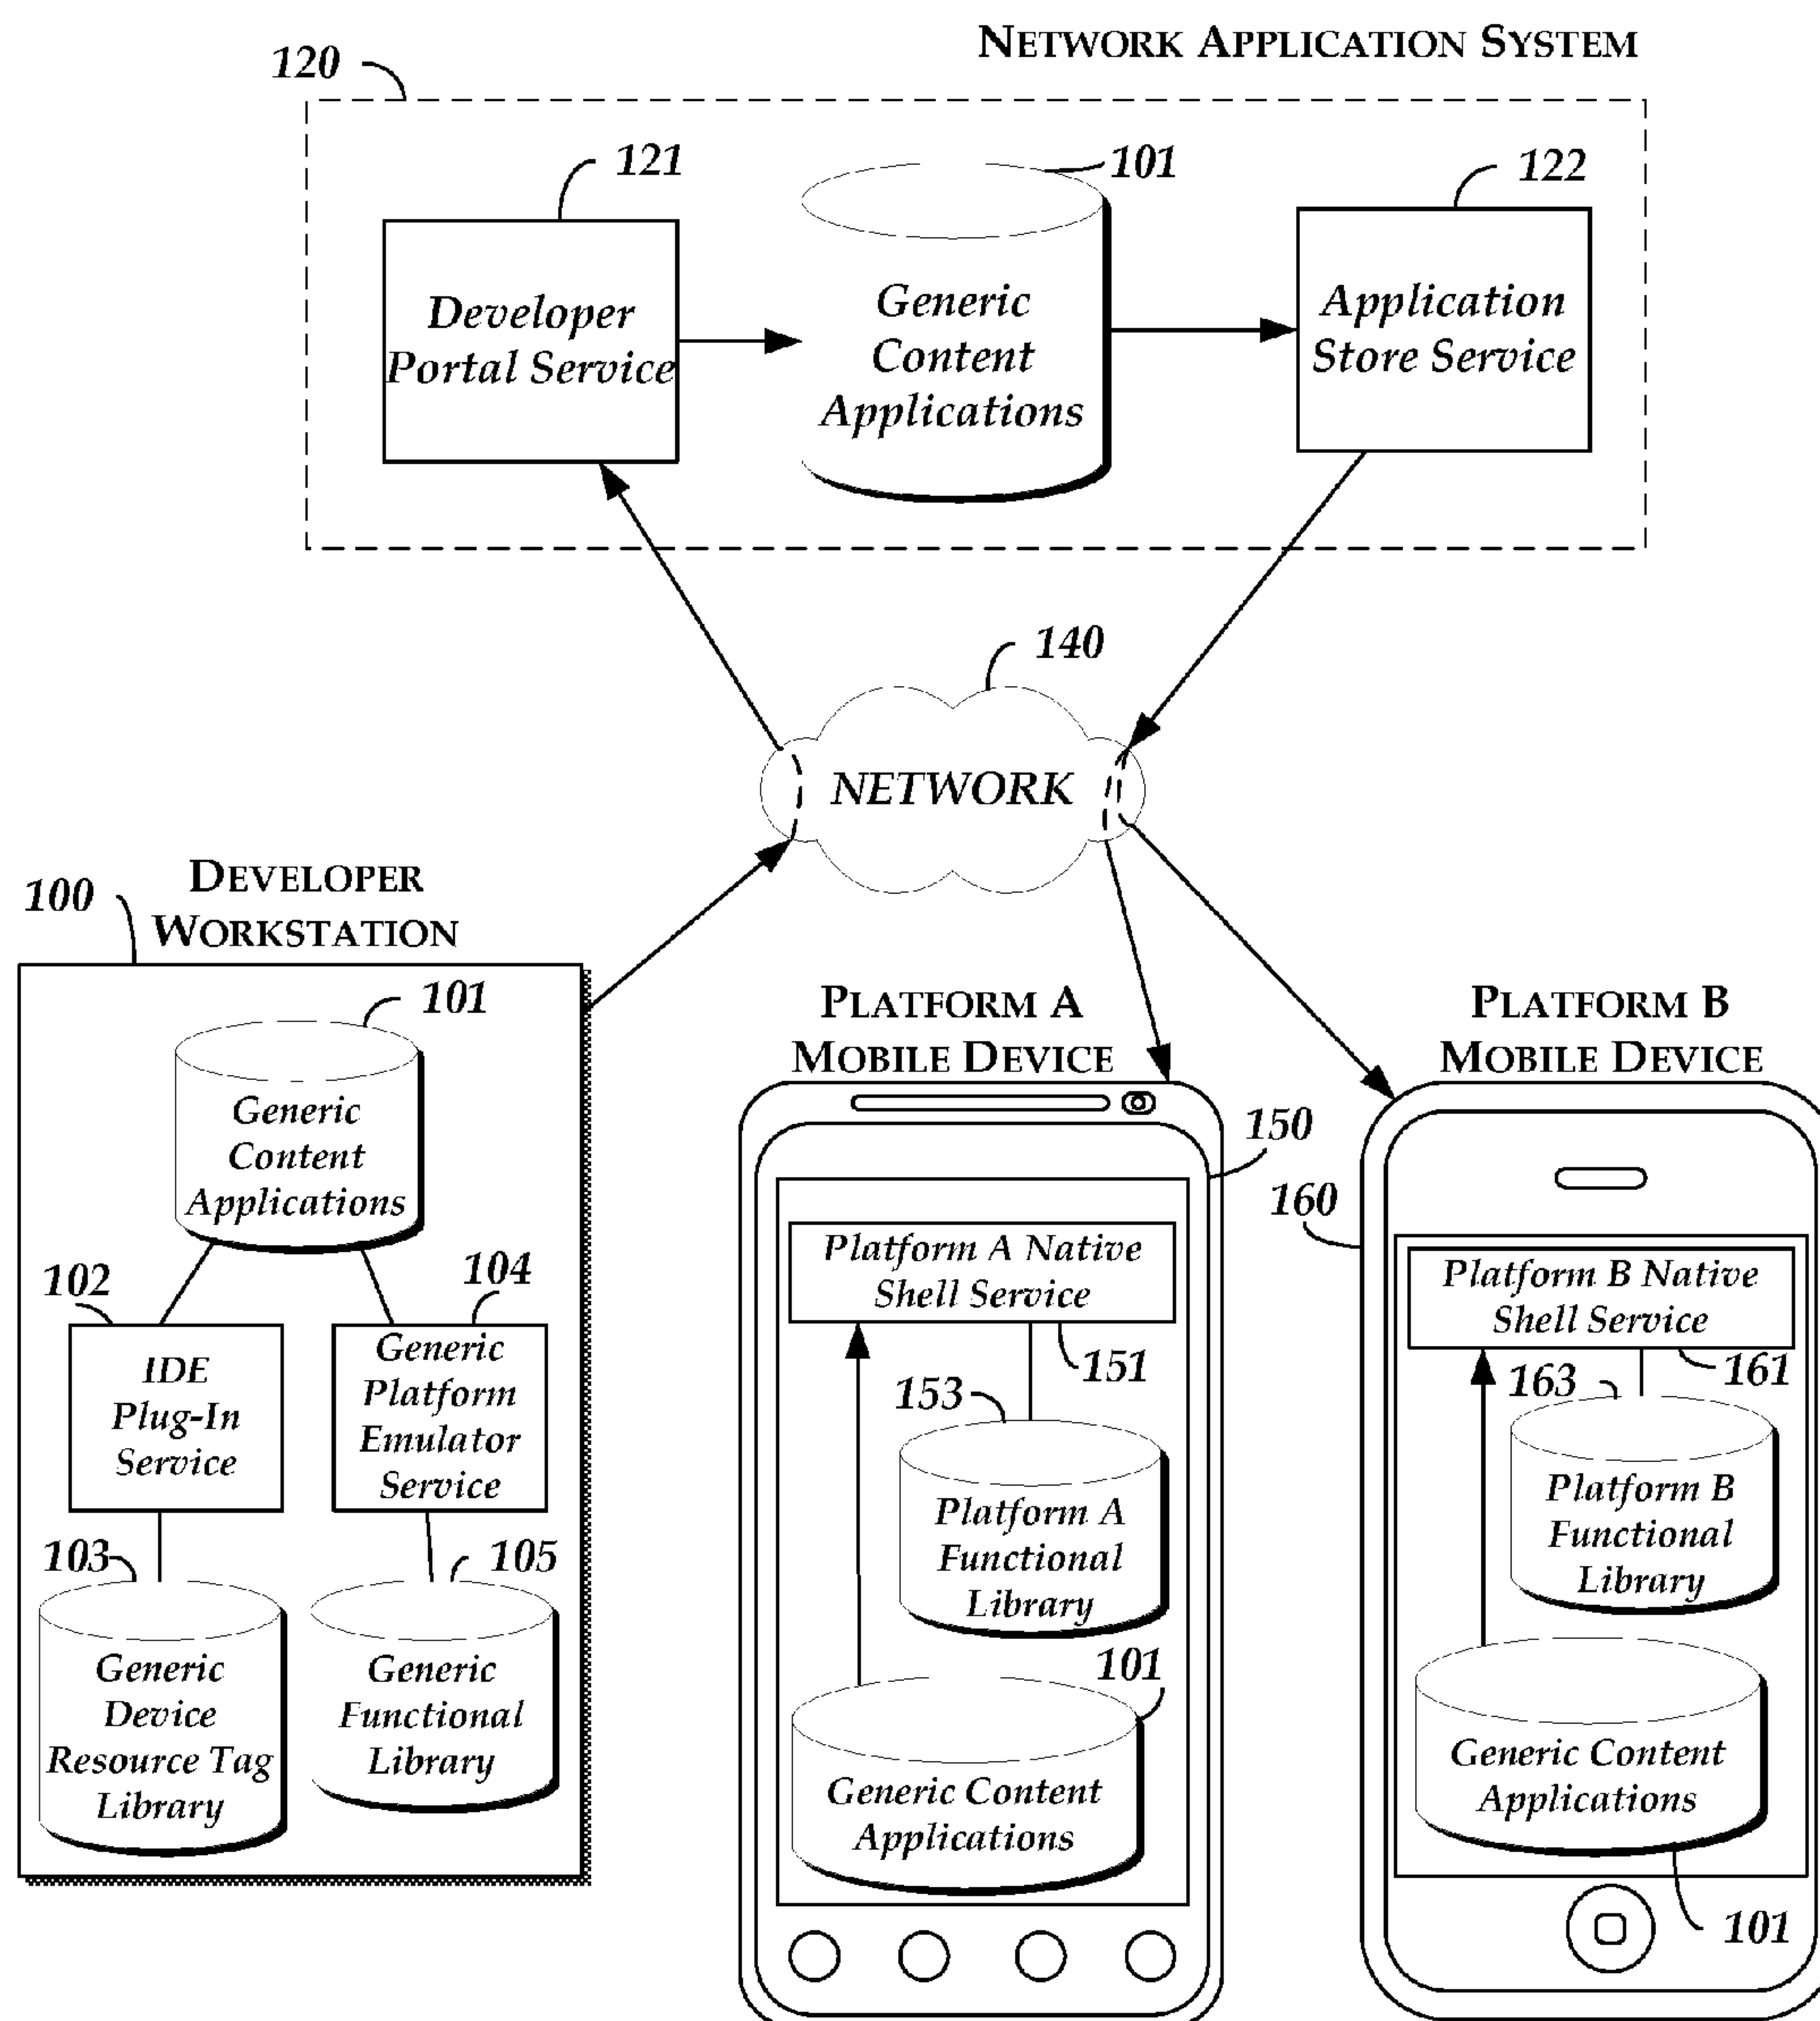 NETWORK APPLICATION SYSTEM
120
121
101
122
Developer
Portal Service
Generic
Content
Applications
Application
Store Service
140
NETWORK
DEVELOPER
WORKSTATION
100
101
Generic
Content
Applications
102
104
IDE
Plug-In
Service
Generic
Platform
Emulator
Service
103
105
Generic
Device
Resource Tag
Library
Generic
Functional
Library
PLATFORM A
MOBILE DEVICE
150
Platform A Native
Shell Service
151
153
Platform A
Functional
Library
101
Generic Content
Applications
PLATFORM B
MOBILE DEVICE
160
Platform B Native
Shell Service
161
163
Platform B
Functional
Library
Generic Content
Applications
101